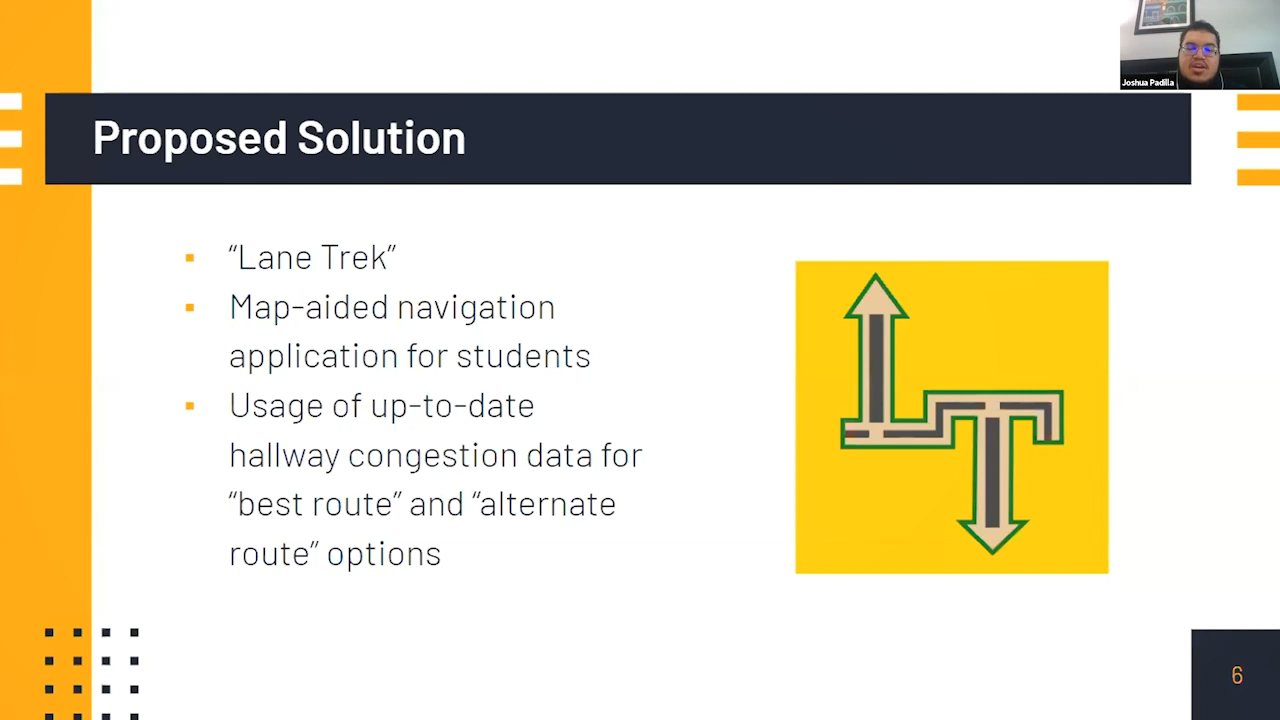 Joshua Padilla
Proposed Solution
“Lane Trek”
Map-aided navigation
application for students
Usage of up-to-date
hallway congestion data for
“best route” and “alternate
route” options
LT
6